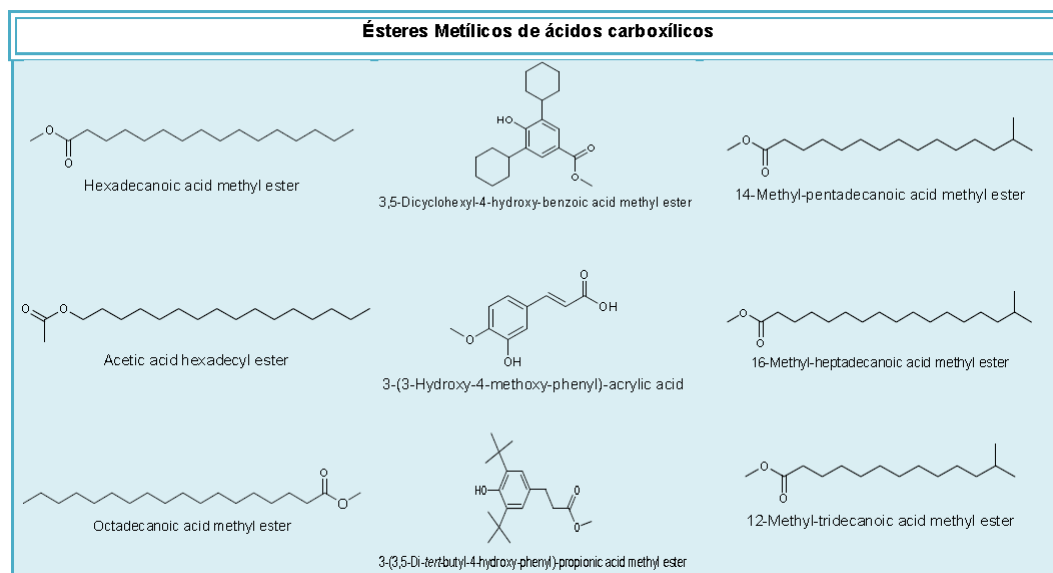 Ésteres Metílicos de ácidos carboxílicos
O
O
Hexadecanoic acid methyl ester
HO
O
O
3,5-Dicyclohexyl-4-hydroxy-benzoic acid methyl ester
O
O
14-Methyl-pentadecanoic acid methyl ester
O
O
Acetic acid hexadecyl ester
O
OH
O
OH
3-(3-Hydroxy-4-methoxy-phenyl)-acrylic acid
O
O
16-Methyl-heptadecanoic acid methyl ester
O
O
Octadecanoic acid methyl ester
HO
O
O
3-(3,5-Di-tert-butyl-4-hydroxy-phenyl)-propionic acid methyl ester
O
O
12-Methyl-tridecanoic acid methyl ester